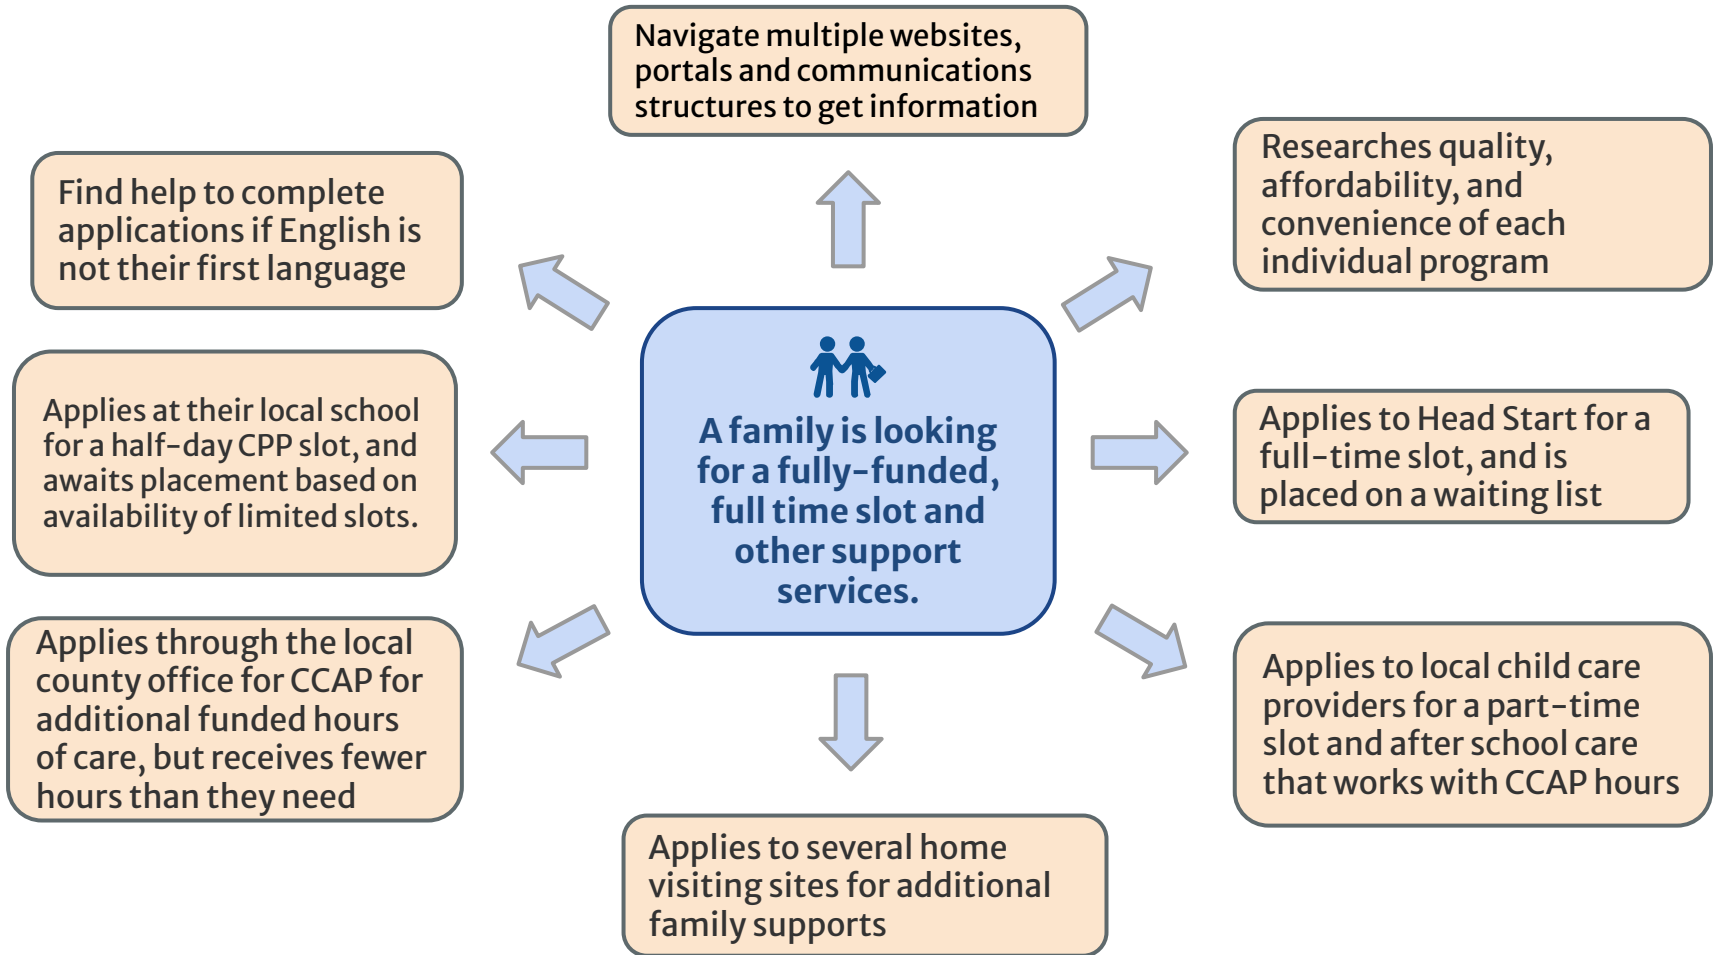 Navigate multiple websites,
portals and communications
structures to get information
Researches quality,
affordability, and
convenience of each
individual program
Find help to complete
applications if English is
not their first language
A family is looking
for a fully-funded,
full time slot and
other support
services.
Applies at their local school
for a half-day CPP slot, and
awaits placement based on
availability of limited slots.
Applies to Head Start for a
full-time slot, and is
placed on a waiting list
Applies through the local
county office for CCAP for
additional funded hours
of care, but receives fewer
hours than they need
Applies to local child care
providers for a part-time
slot and after school care
that works with CCAP hours
Applies to several home
visiting sites for additional
family supports